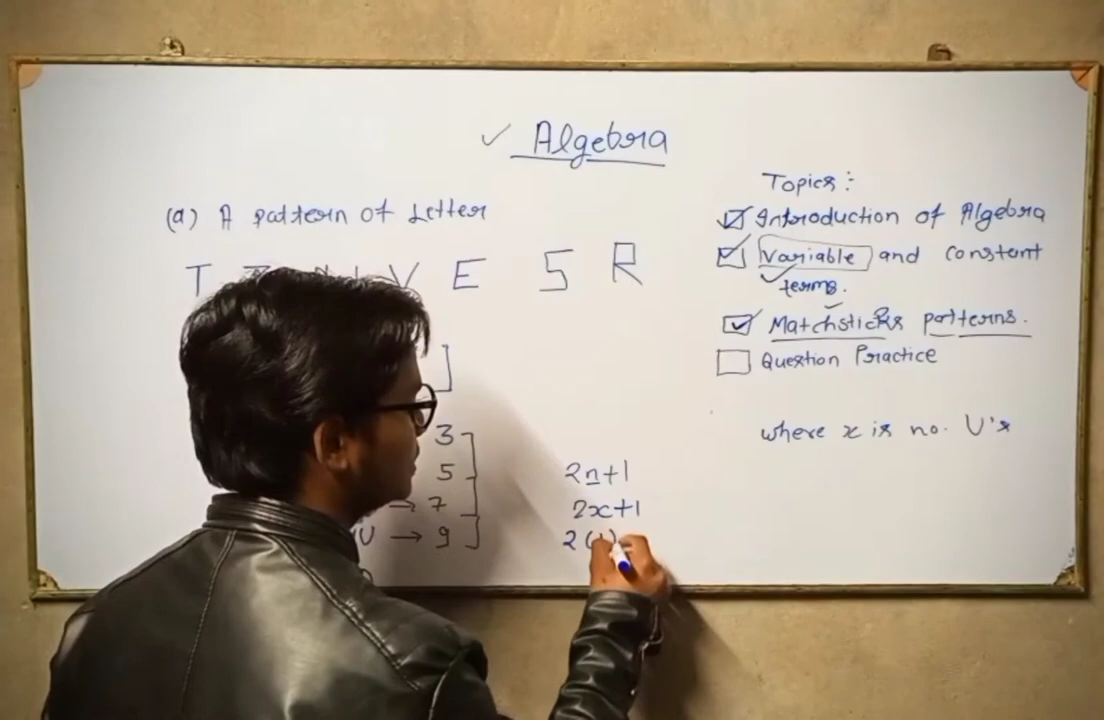 ✓ Algebra
(a) A pattern of Letter
T V E S R
3
5
→ 7
U → 9
2n+1
2x+1
2(
Topics:
☑ Introduction of Algebra
☑ Variable and constant
terms.
☑ Matchsticks patterns.
☐ Question Practice
where x is no. U's